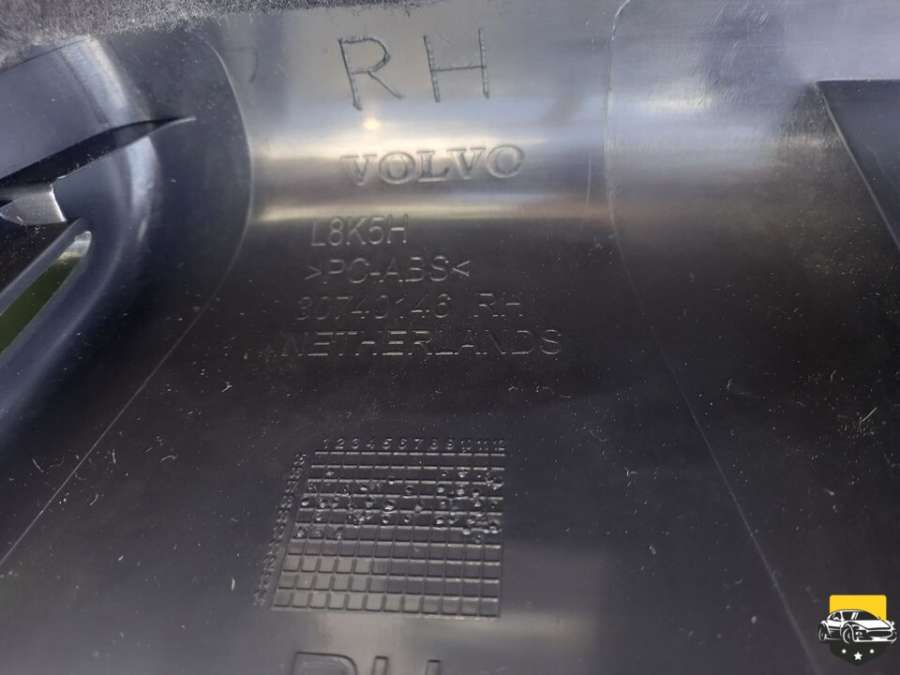 RH
VOLVO
L8K5H
>PC-ABS<
30740146 RH
NETHERLANDS
1 2 3 4 5 6 7 8 9 10 11 12
RH